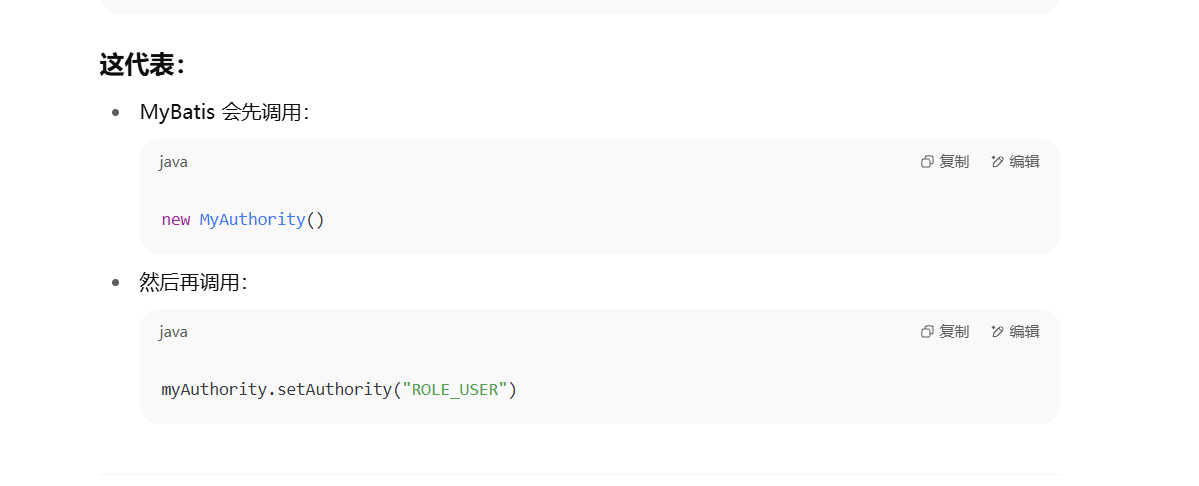 这代表：
MyBatis 会先调用：
java 复制 编辑
new MyAuthority()
然后再调用：
java 复制 编辑
myAuthority.setAuthority("ROLE_USER")